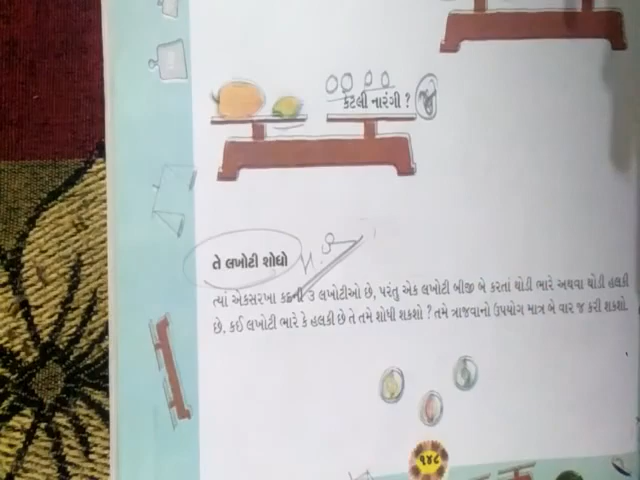 કેટલી નારંગી ?
તે લખોટી શોધો
ત્યાં એકસરખા કદની ૩ લખોટીઓ છે, પરંતુ એક લખોટી બીજી બે કરતાં થોડી ભારે અથવા થોડી હલકી
છે. કઈ લખોટી ભારે કે હલકી છે તે તમે શોધી શકશો ? તમે ત્રાજવાનો ઉપયોગ માત્ર બે વાર જ કરી શકશો.
૧૪૮